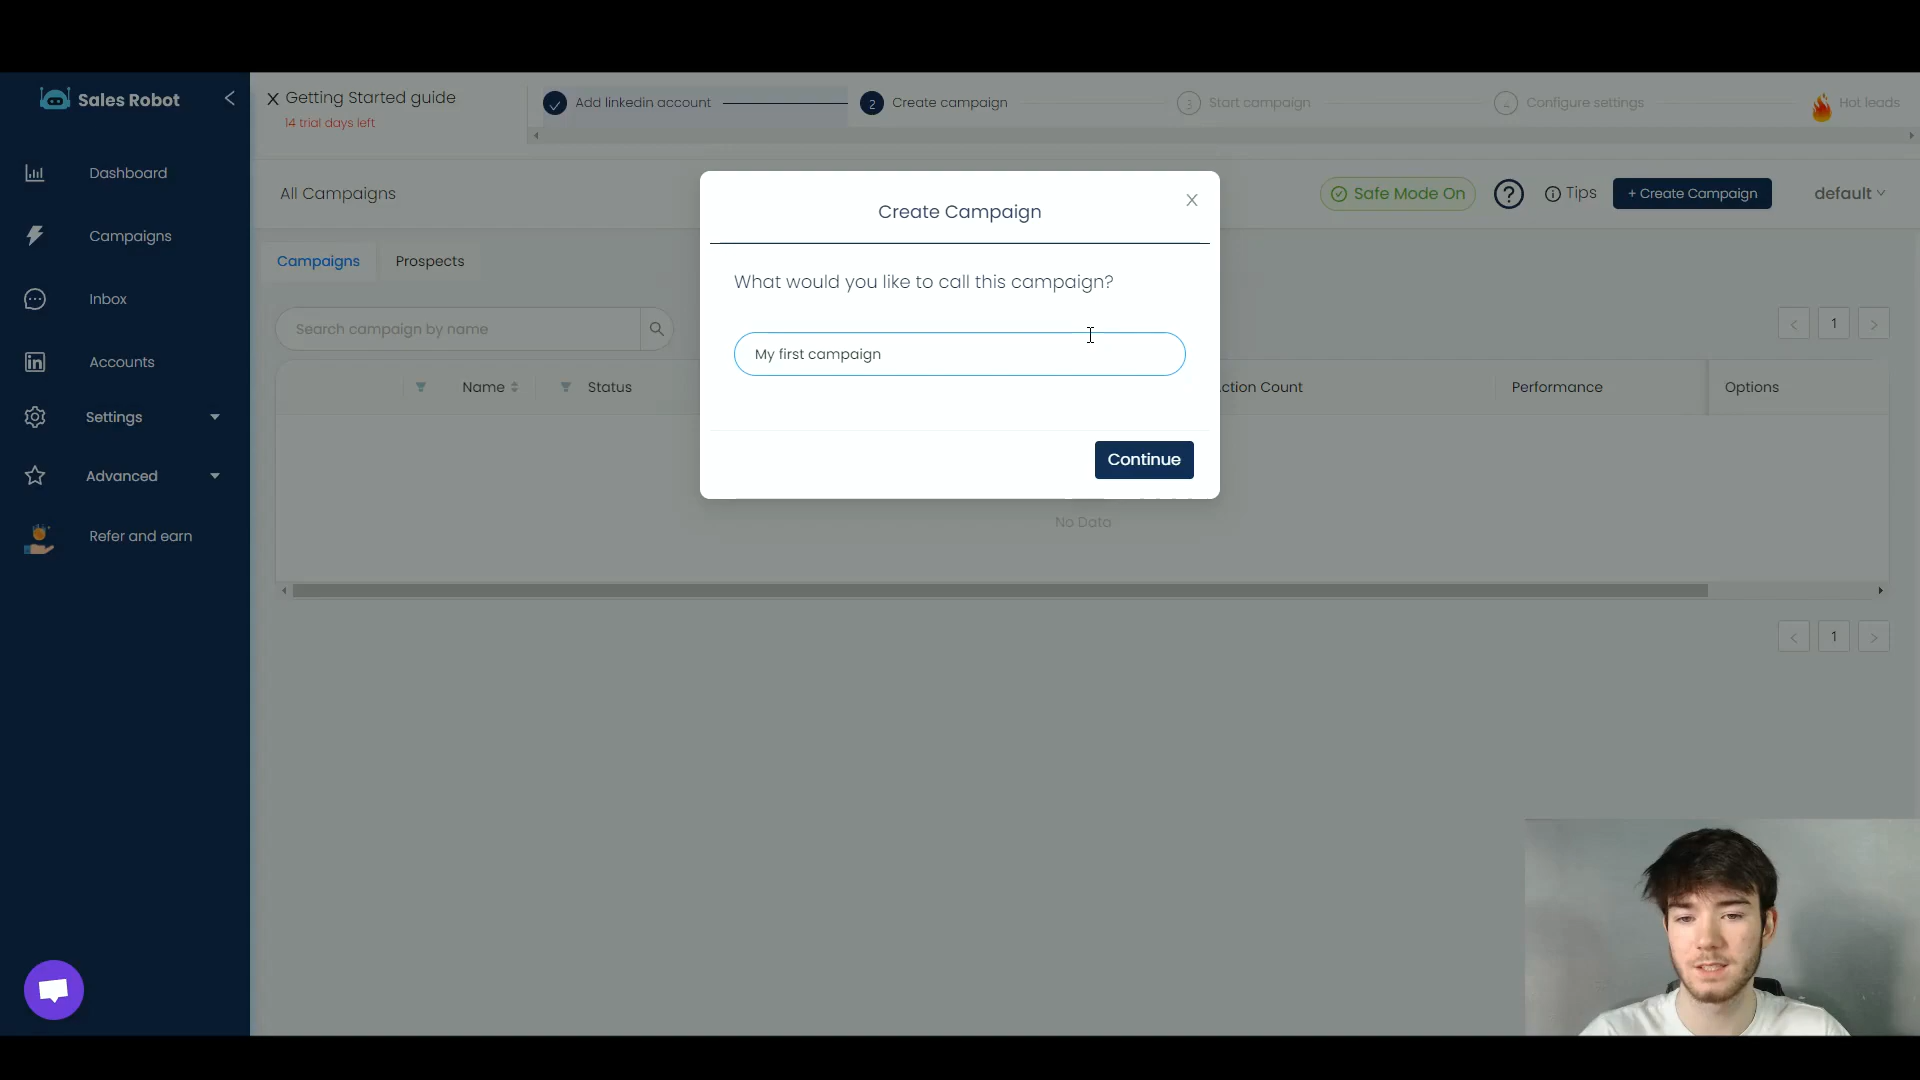 Sales Robot
Dashboard
Campaigns
Inbox
Accounts
Settings
Advanced
Refer and earn
Getting Started guide
14 trial days left
Add linkedin account
2 Create campaign
3 Start campaign
4 Configure settings
Hot leads
All Campaigns
Safe Mode On
? Tips
+ Create Campaign
default
Campaigns
Prospects
Search campaign by name
< 1 >
Name
Status
ction Count
Performance
Options
No Data
< 1 >
Create Campaign
X
What would you like to call this campaign?
My first campaign
Continue